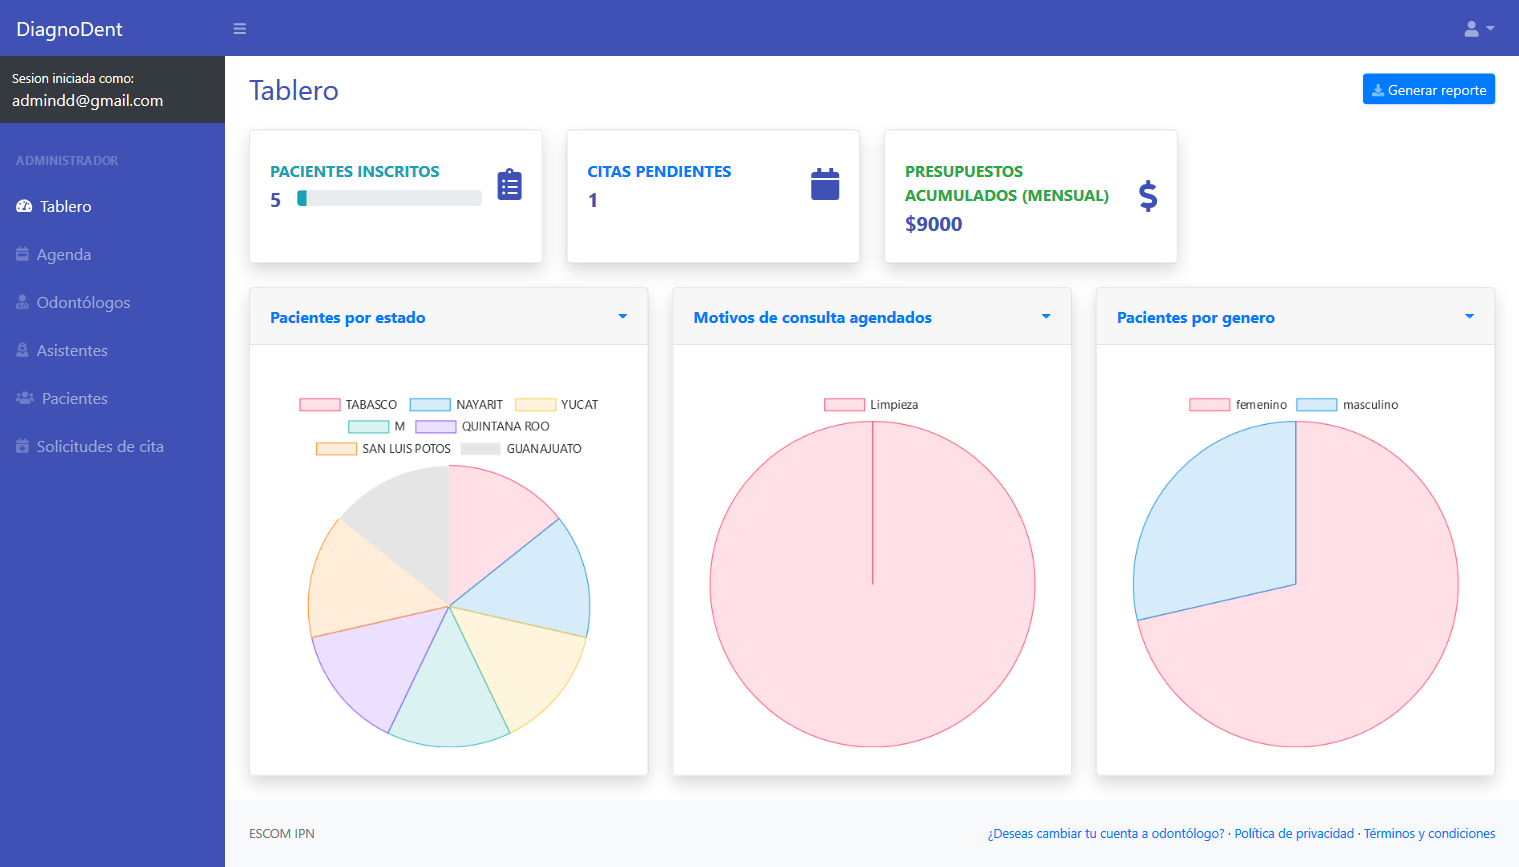 DiagnoDent
Sesion iniciada como:
admindd@gmail.com
ADMINISTRADOR
Tablero
Agenda
Odontólogos
Asistentes
Pacientes
Solicitudes de cita
Tablero
Generar reporte
PACIENTES INSCRITOS
5
CITAS PENDIENTES
1
PRESUPUESTOS
ACUMULADOS (MENSUAL)
$9000
Pacientes por estado
TABASCO NAYARIT YUCAT
M QUINTANA ROO
SAN LUIS POTOS GUANAJUATO
Motivos de consulta agendados
Limpieza
Pacientes por genero
femenino masculino
ESCOM IPN
¿Deseas cambiar tu cuenta a odontólogo? · Política de privacidad · Términos y condiciones